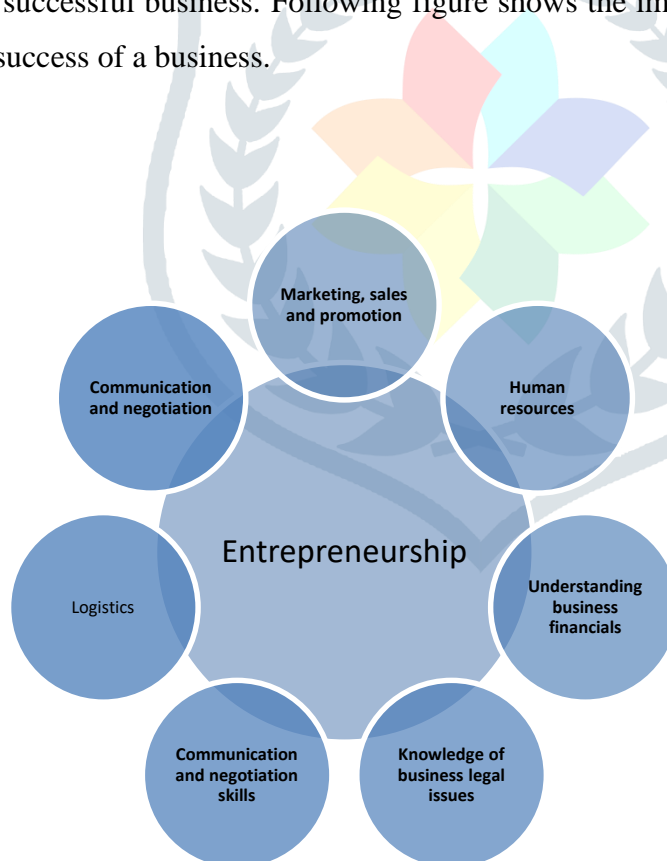 successful business. Following figure shows the
success of a business.
Marketing, sales
and promotion
Communication
and negotiation
Human
resources
Entrepreneurship
Understanding
business
financials
Logistics
Communication
and negotiation
skills
Knowledge of
business legal
issues